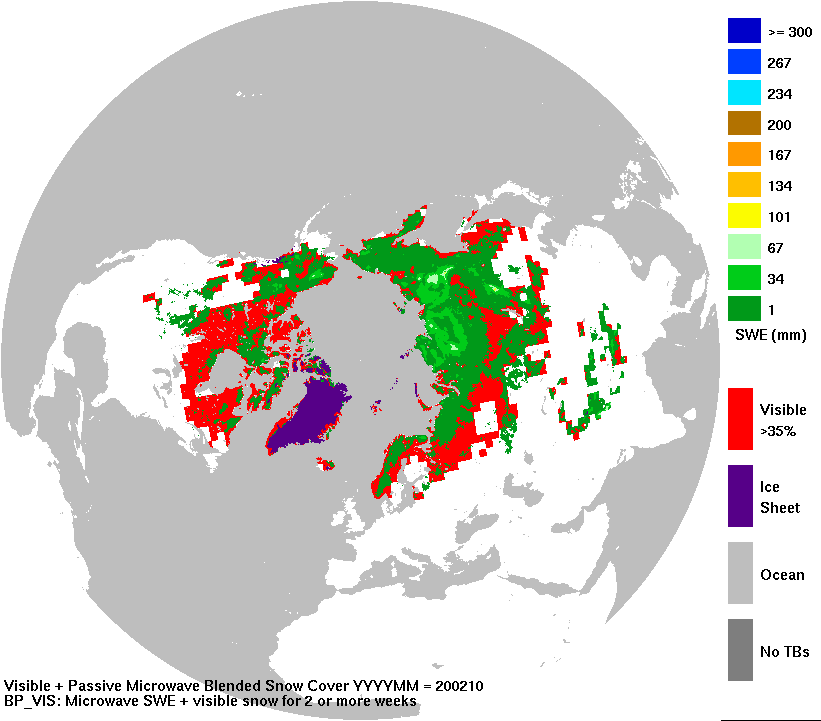 >= 300
267
234
200
167
134
101
67
34
1
SWE (mm)
Visible
>35%
Ice
Sheet
Ocean
No TBs
Visible + Passive Microwave Blended Snow Cover YYYYMM = 200210
BP_VIS: Microwave SWE + visible snow for 2 or more weeks